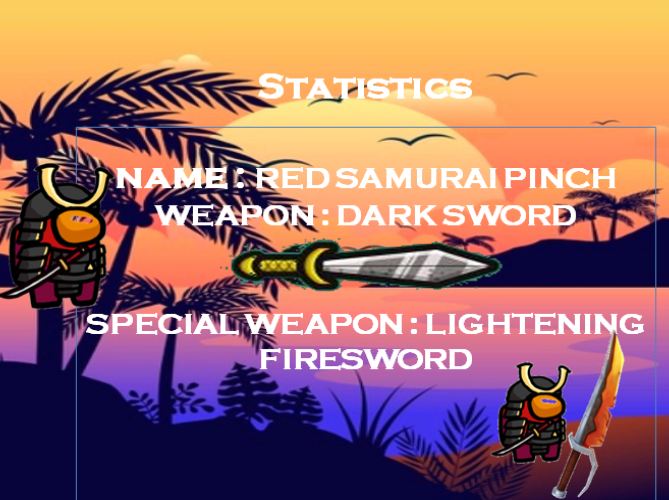 Statistics
NAME : RED SAMURAI PINCH
WEAPON : DARK SWORD
SPECIAL WEAPON : LIGHTENING
FIRESWORD